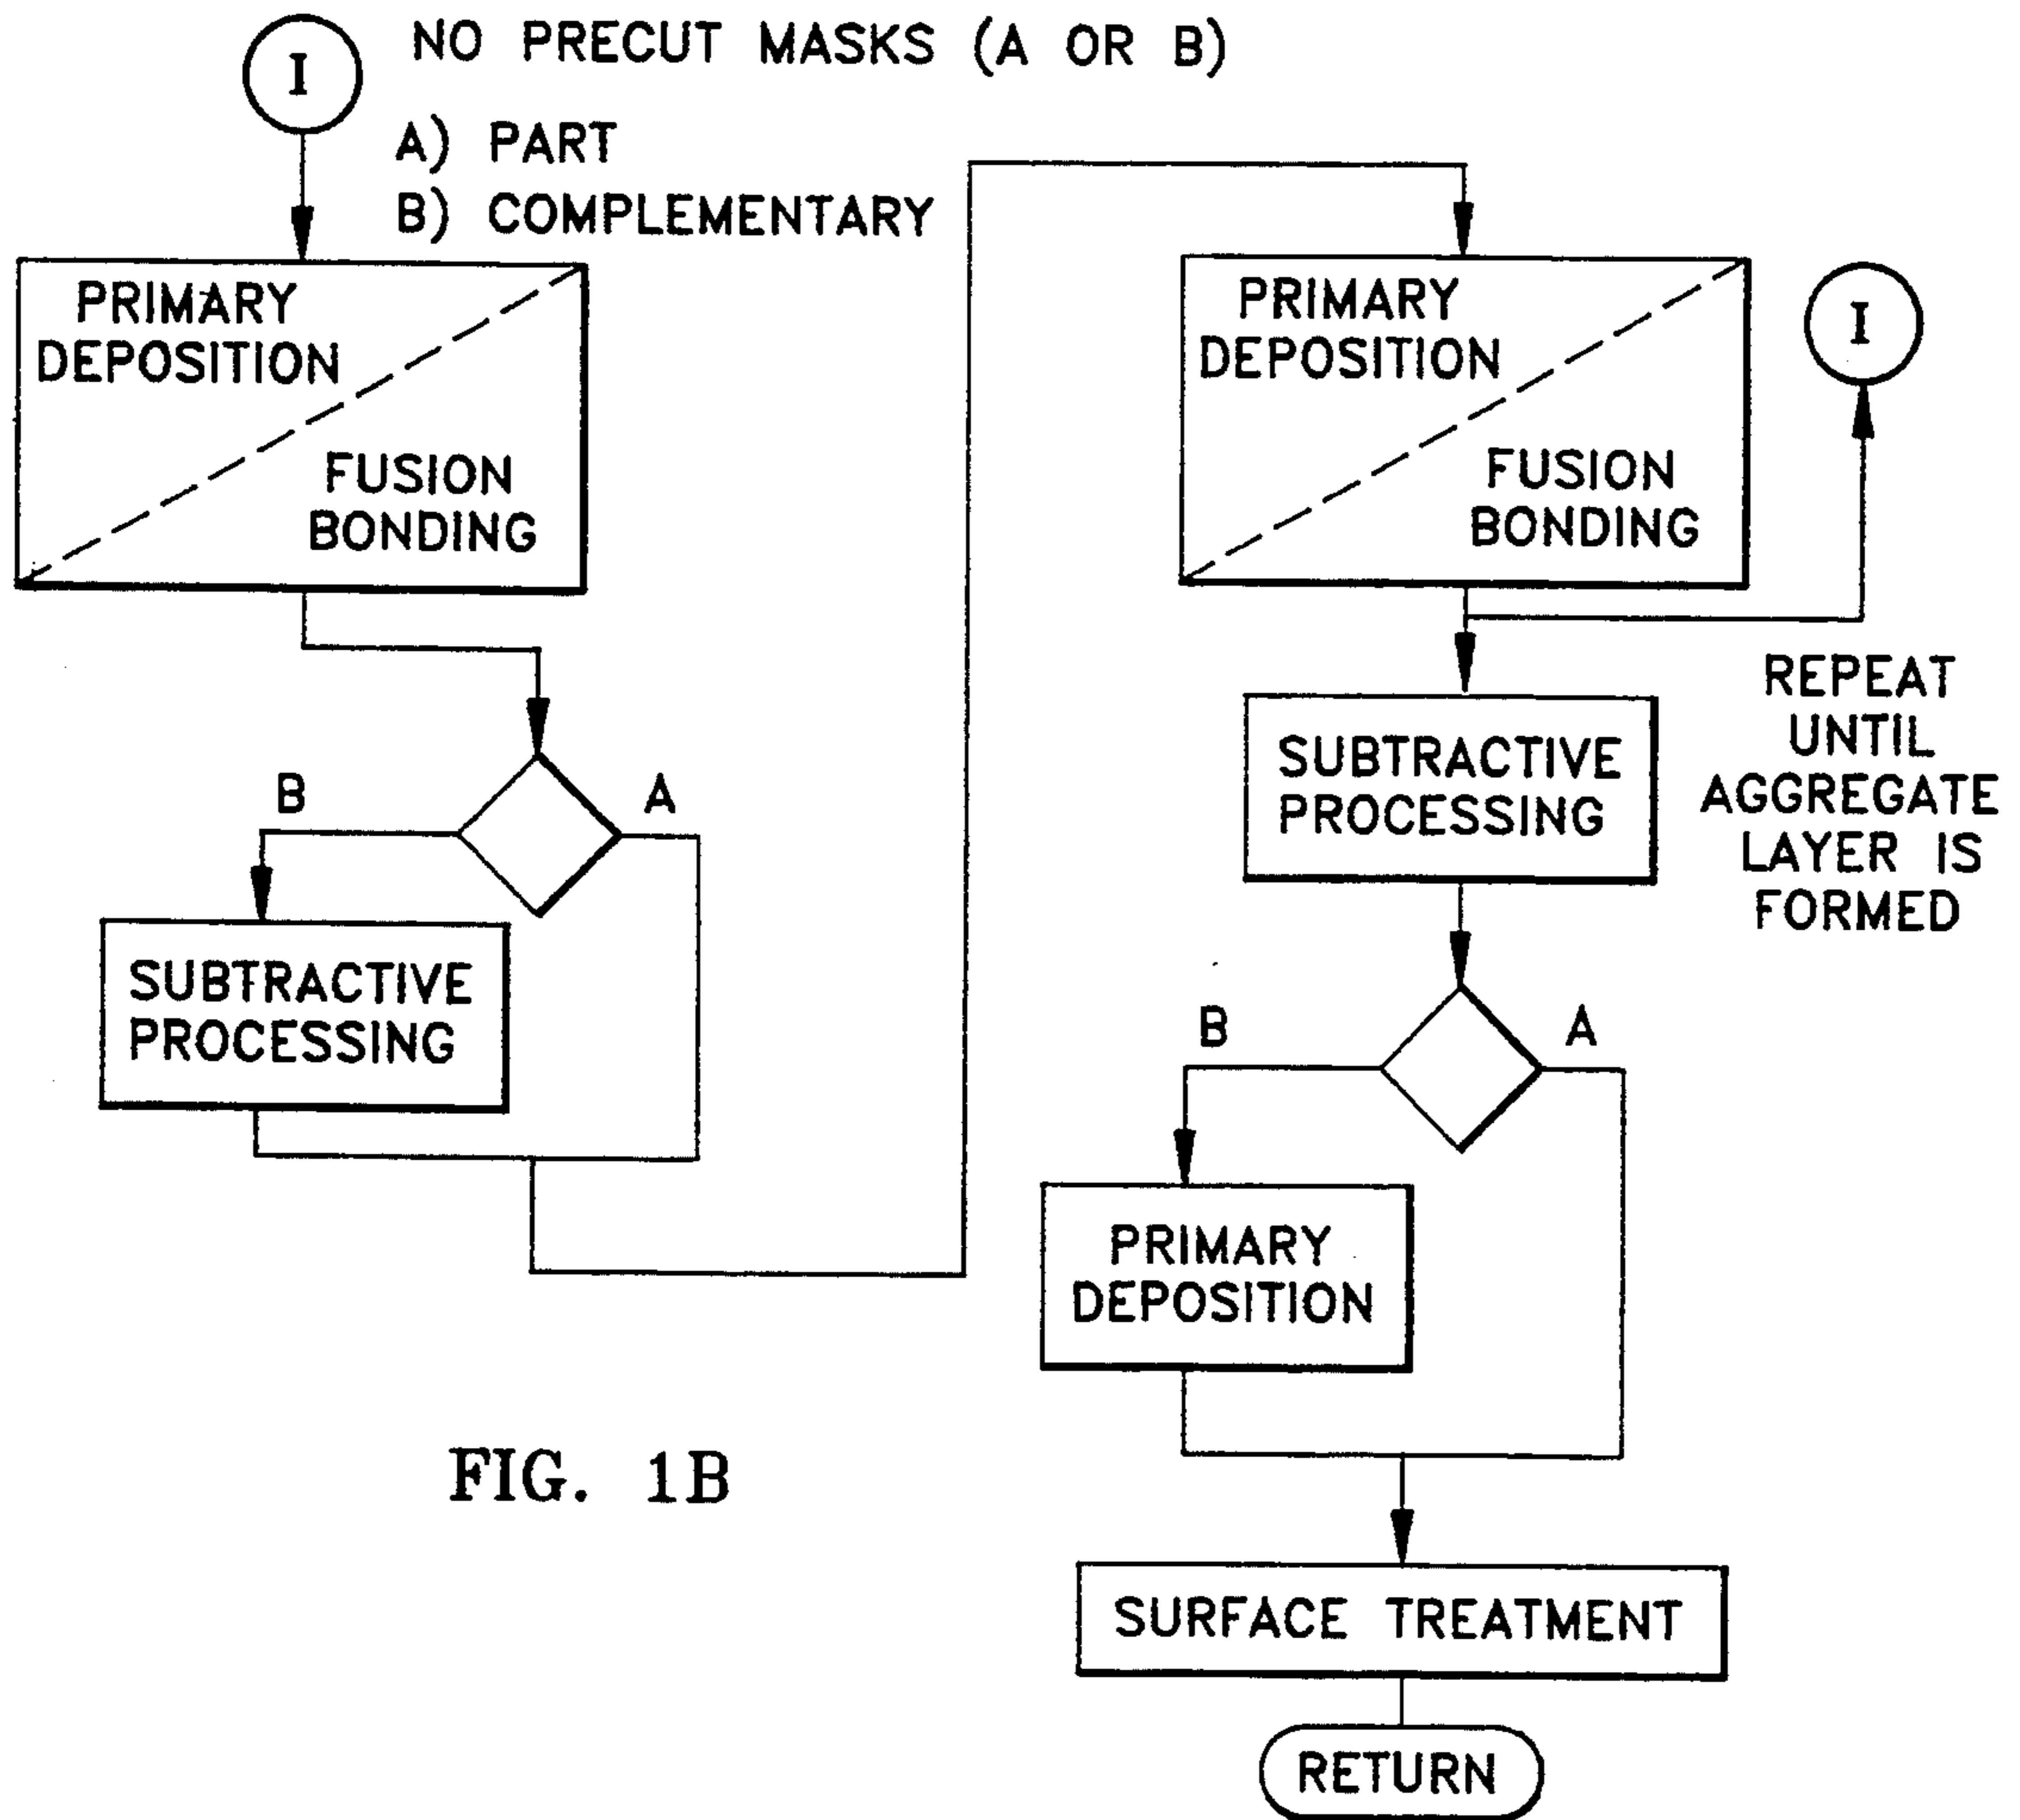 I
NO PRECUT MASKS (A OR B)
A) PART
B) COMPLEMENTARY
PRIMARY
DEPOSITION
FUSION
BONDING
B
A
SUBTRACTIVE
PROCESSING
PRIMARY
DEPOSITION
FUSION
BONDING
I
REPEAT
UNTIL
AGGREGATE
LAYER IS
FORMED
SUBTRACTIVE
PROCESSING
B
A
PRIMARY
DEPOSITION
SURFACE TREATMENT
RETURN
FIG. 1B